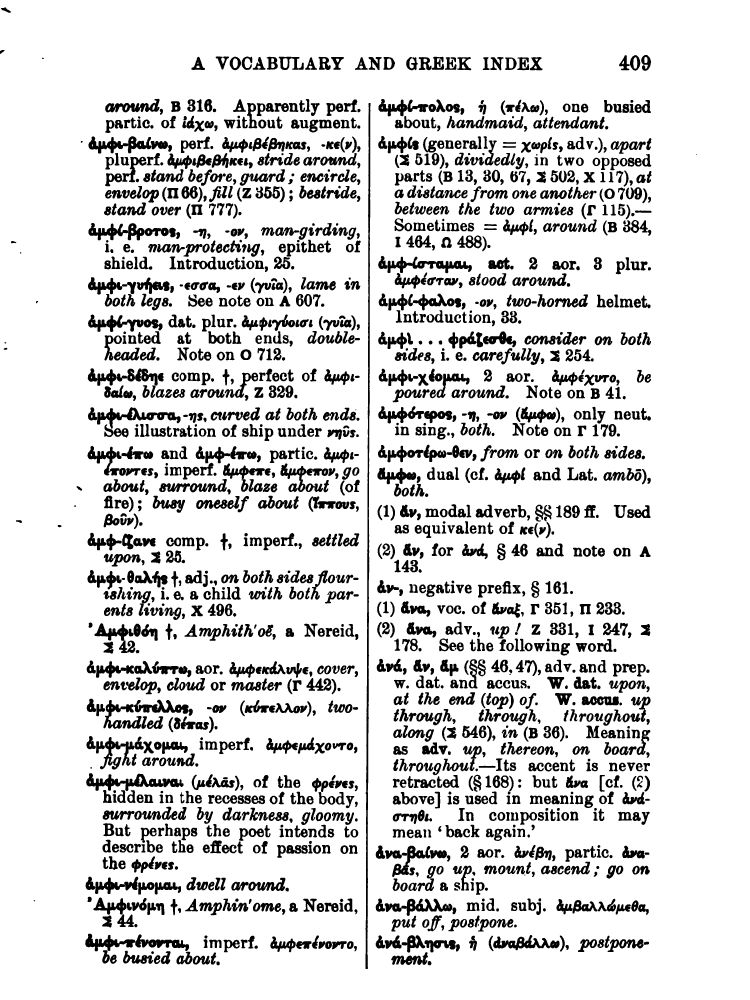 A VOCABULARY AND GREEK INDEX 409
around, B 316. Apparently perf.
partic. of ἰάχω, without augment.
ἀμφι-βαίνω, perf. ἀμφιβέβηκας, -κε(ν),
pluperf. ἀμφιβεβήκει, stride around,
perf. stand before, guard; encircle,
envelop (Π 66), fill (Z 355); bestride,
stand over (Π 777).
ἀμφί-βροτος, -η, -ον, man-girding,
i. e. man-protecting, epithet of
shield. Introduction, 25.
ἀμφι-γυήεις, -εσσα, -εν (γυῖα), lame in
both legs. See note on A 607.
ἀμφί-γυος, dat. plur. ἀμφιγύοισι (γυῖα),
pointed at both ends, double-
headed. Note on O 712.
ἀμφι-δέδηε comp. †, perfect of ἀμφι-
δαίω, blazes around, Z 329.
ἀμφι-έλισσα, -ης, curved at both ends.
See illustration of ship under νηῦς.
ἀμφι-έπω and ἀμφ-έπω, partic. ἀμφι-
έποντες, imperf. ἄμφεπε, ἄμφεπον, go
about, surround, blaze about (of
fire); busy oneself about (ἵππους,
βοῦν).
ἀμφ-ίζανε comp. †, imperf., settled
upon, Σ 25.
ἀμφι-θαλής †, adj., on both sides flour-
ishing, i. e. a child with both par-
ents living, X 496.
Ἀμφιθόη †, Amphith'oë, a Nereid,
Σ 42.
ἀμφι-καλύπτω, aor. ἀμφεκάλυψε, cover,
envelop, cloud or master (Γ 442).
ἀμφι-κύπελλος, -ον (κύπελλον), two-
handled (δέπας).
ἀμφι-μάχομαι, imperf. ἀμφεμάχοντο,
fight around.
ἀμφι-μέλαιναι (μέλᾱς), of the φρένες,
hidden in the recesses of the body,
surrounded by darkness, gloomy.
But perhaps the poet intends to
describe the effect of passion on
the φρένες.
ἀμφι-νέμομαι, dwell around.
Ἀμφινόμη †, Amphin'ome, a Nereid,
Σ 44.
ἀμφι-πένονται, imperf. ἀμφεπένοντο,
be busied about.
ἀμφί-πολος, ἡ (πέλω), one busied
about, handmaid, attendant.
ἀμφίς (generally = χωρίς, adv.), apart
(Σ 519), dividedly, in two opposed
parts (B 13, 30, 67, Σ 502, X 117), at
a distance from one another (O 709),
between the two armies (Γ 115).—
Sometimes = ἀμφί, around (B 384,
I 464, Ω 488).
ἀμφ-ίσταμαι, act. 2 aor. 3 plur.
ἀμφέσταν, stood around.
ἀμφί-φαλος, -ον, two-horned helmet.
Introduction, 33.
ἀμφὶ . . . φράζεσθε, consider on both
sides, i. e. carefully, Σ 254.
ἀμφι-χέομαι, 2 aor. ἀμφέχυτο, be
poured around. Note on B 41.
ἀμφότερος, -η, -ον (ἄμφω), only neut.
in sing., both. Note on Γ 179.
ἀμφοτέρω-θεν, from or on both sides.
ἄμφω, dual (cf. ἀμφί and Lat. ambō),
both.
(1) ἄν, modal adverb, §§ 189 ff. Used
as equivalent of κε(ν).
(2) ἄν, for ἀνά, § 46 and note on A
143.
ἀν-, negative prefix, § 161.
(1) ἄνα, voc. of ἄναξ, Γ 351, Π 233.
(2) ἄνα, adv., up! Z 331, I 247, Σ
178. See the following word.
ἀνά, ἄν, ἄμ (§§ 46, 47), adv. and prep.
w. dat. and accus. W. dat. upon,
at the end (top) of. W. accus. up
through, through, throughout,
along (Σ 546), in (B 36). Meaning
as adv. up, thereon, on board,
throughout.—Its accent is never
retracted (§ 168): but ἄνα [cf. (2)
above] is used in meaning of ἀνά-
στηθι. In composition it may
mean ‘back again.’
ἀνα-βαίνω, 2 aor. ἀνέβη, partic. ἀνα-
βάς, go up, mount, ascend; go on
board a ship.
ἀνα-βάλλω, mid. subj. ἀμβαλλώμεθα,
put off, postpone.
ἀνά-βλησις, ἡ (ἀναβάλλω), postpone-
ment.